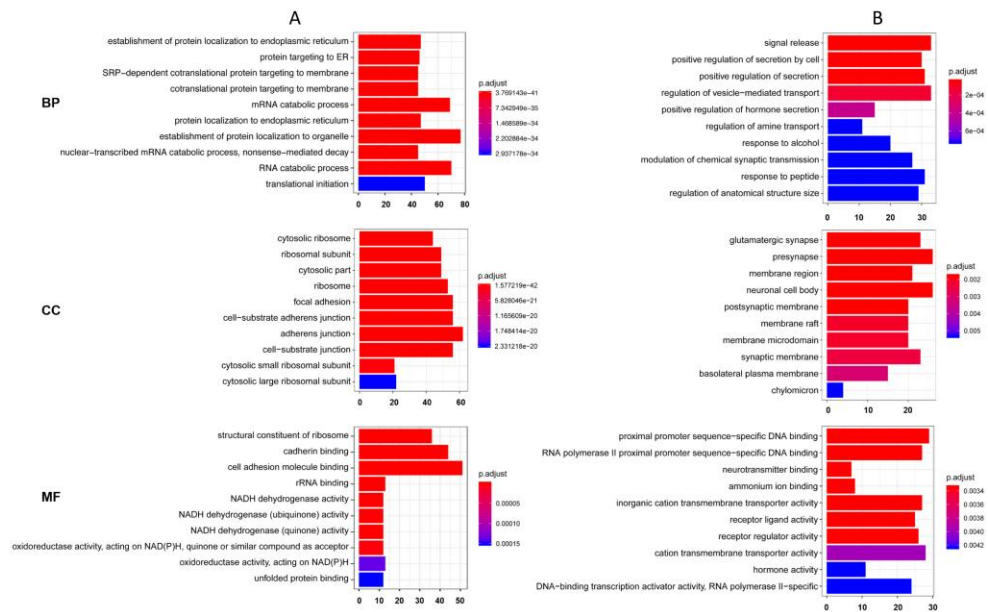 A
B
BP
establishment of protein localization to endoplasmic reticulum
protein targeting to ER
SRP−dependent cotranslational protein targeting to membrane
cotranslational protein targeting to membrane
mRNA catabolic process
protein localization to endoplasmic reticulum
establishment of protein localization to organelle
nuclear−transcribed mRNA catabolic process, nonsense−mediated decay
RNA catabolic process
translational initiation
0 20 40 60 80
p.adjust
3.769143e−41
7.342949e−35
1.468589e−34
2.202884e−34
2.937178e−34
signal release
positive regulation of secretion by cell
positive regulation of secretion
regulation of vesicle−mediated transport
positive regulation of hormone secretion
regulation of amine transport
response to alcohol
modulation of chemical synaptic transmission
response to peptide
regulation of anatomical structure size
0 10 20 30
p.adjust
2e−04
4e−04
6e−04
CC
cytosolic ribosome
ribosomal subunit
cytosolic part
ribosome
focal adhesion
cell−substrate adherens junction
adherens junction
cell−substrate junction
cytosolic small ribosomal subunit
cytosolic large ribosomal subunit
0 20 40 60
p.adjust
1.577219e−42
5.828046e−21
1.165609e−20
1.748414e−20
2.331218e−20
glutamatergic synapse
presynapse
membrane region
neuronal cell body
postsynaptic membrane
membrane raft
membrane microdomain
synaptic membrane
basolateral plasma membrane
chylomicron
0 10 20
p.adjust
0.002
0.003
0.004
0.005
MF
structural constituent of ribosome
cadherin binding
cell adhesion molecule binding
rRNA binding
NADH dehydrogenase activity
NADH dehydrogenase (ubiquinone) activity
NADH dehydrogenase (quinone) activity
oxidoreductase activity, acting on NAD(P)H, quinone or similar compound as acceptor
oxidoreductase activity, acting on NAD(P)H
unfolded protein binding
0 10 20 30 40 50
p.adjust
0.00005
0.00010
0.00015
proximal promoter sequence−specific DNA binding
RNA polymerase II proximal promoter sequence−specific DNA binding
neurotransmitter binding
ammonium ion binding
inorganic cation transmembrane transporter activity
receptor ligand activity
receptor regulator activity
cation transmembrane transporter activity
hormone activity
DNA−binding transcription activator activity, RNA polymerase II−specific
0 10 20 30
p.adjust
0.0034
0.0036
0.0038
0.0040
0.0042